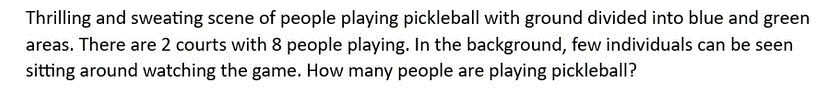 Thrilling and sweating scene of people playing pickleball with ground divided into blue and green
areas. There are 2 courts with 8 people playing. In the background, few individuals can be seen
sitting around watching the game. How many people are playing pickleball?